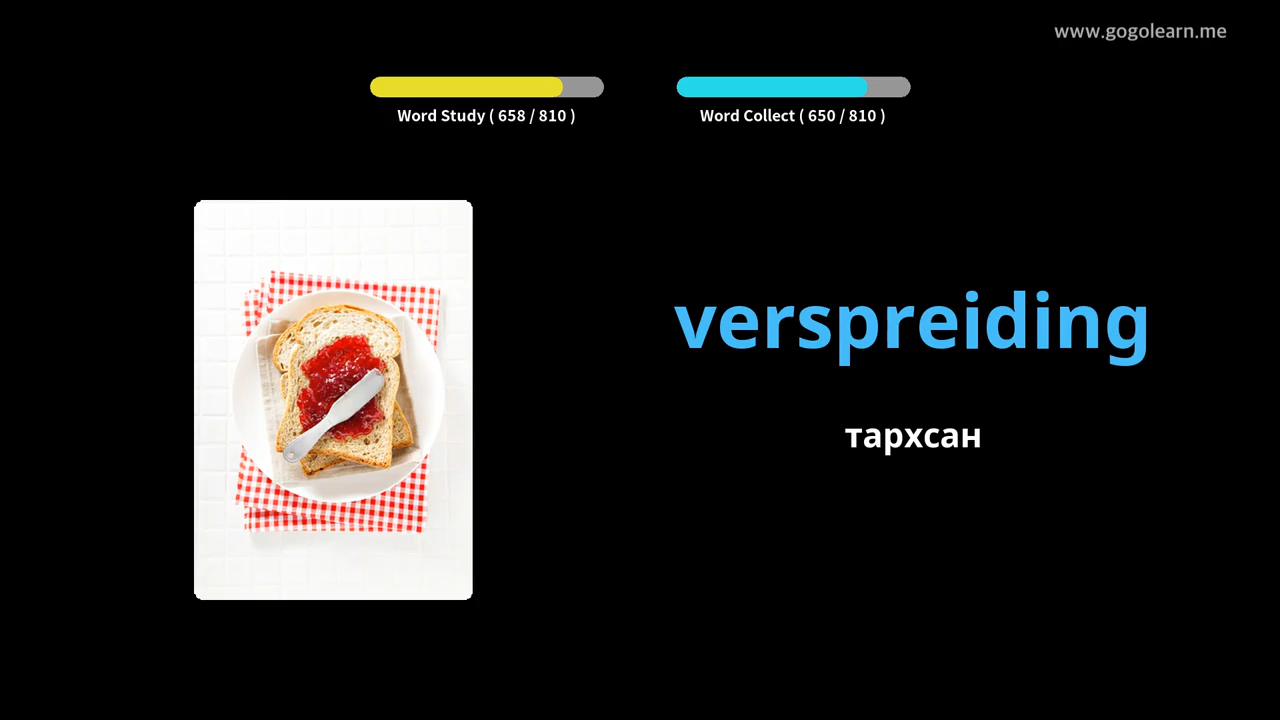 www.gogolearn.me
Word Study ( 658 / 810 )
Word Collect ( 650 / 810 )
verspreiding
тархсан